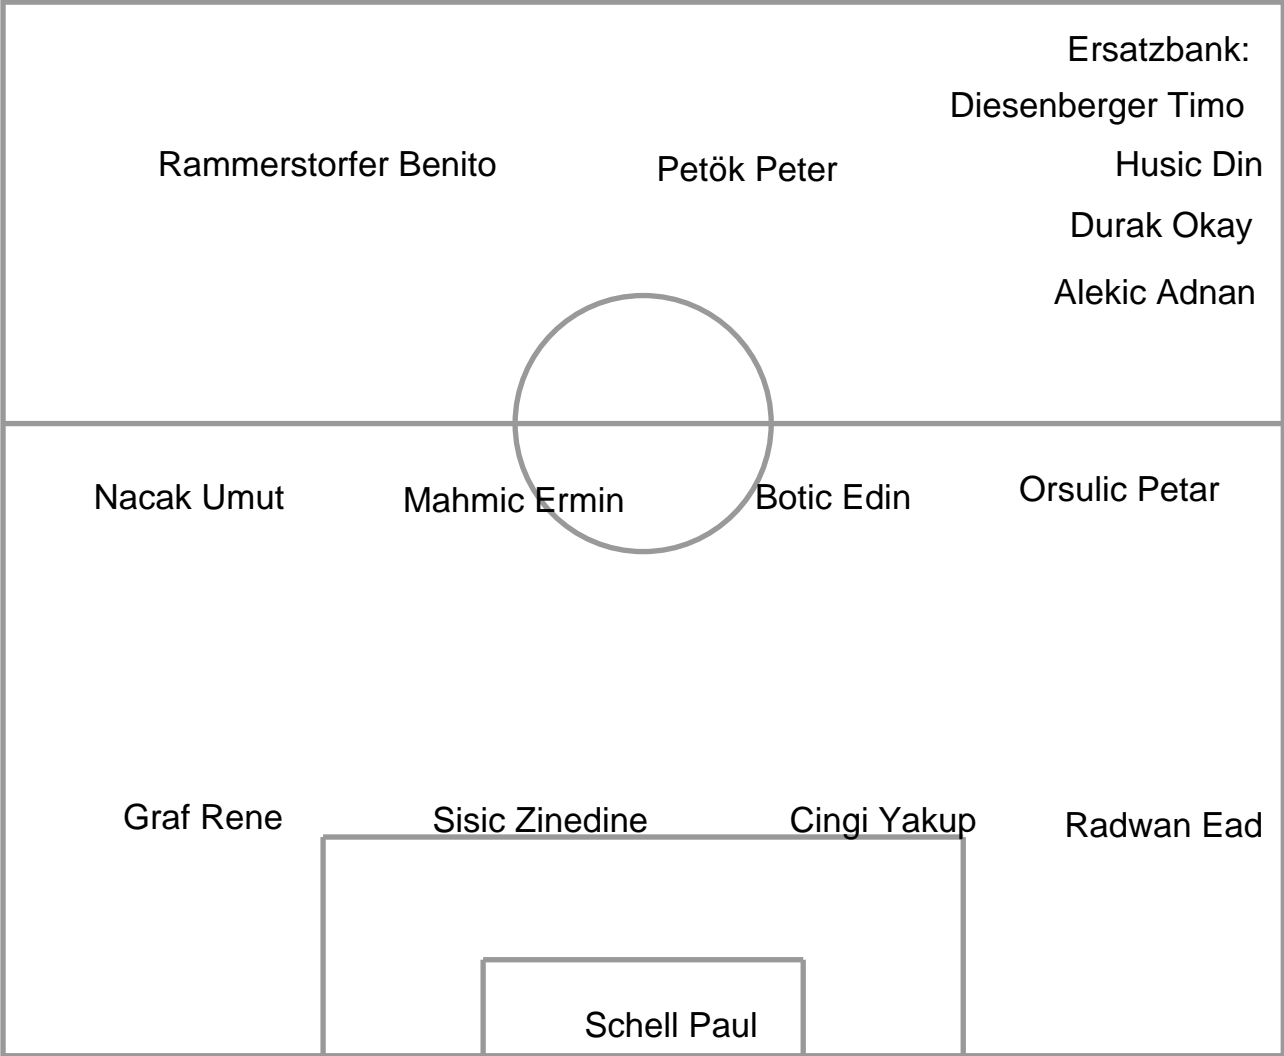 Ersatzbank:
Diesenberger Timo
Rammerstorfer Benito
Petök Peter
Husic Din
Durak Okay
Alekic Adnan
Nacak Umut
Mahmic Ermin
Botic Edin
Orsulic Petar
Graf Rene
Sisic Zinedine
Cingi Yakup
Radwan Ead
Schell Paul